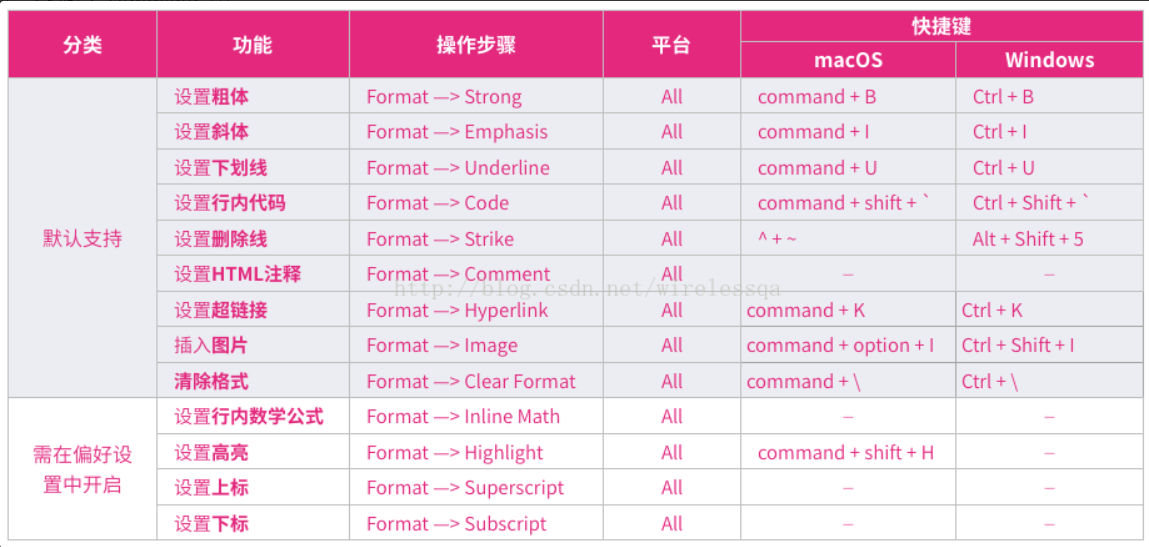 分类 功能 操作步骤 平台 快捷键
macOS Windows
默认支持
设置粗体 Format —> Strong All command + B Ctrl + B
设置斜体 Format —> Emphasis All command + I Ctrl + I
设置下划线 Format —> Underline All command + U Ctrl + U
设置行内代码 Format —> Code All command + shift + ` Ctrl + Shift + `
设置删除线 Format —> Strike All ^ + ~ Alt + Shift + 5
设置HTML注释 Format —> Comment All – –
http://blog.csdn.net/wirelessqa
设置超链接 Format —> Hyperlink All command + K Ctrl + K
插入图片 Format —> Image All command + option + I Ctrl + Shift + I
清除格式 Format —> Clear Format All command + \ Ctrl + \
需在偏好设
置中开启
设置行内数学公式 Format —> Inline Math All – –
设置高亮 Format —> Highlight All command + shift + H –
设置上标 Format —> Superscript All – –
设置下标 Format —> Subscript All – –